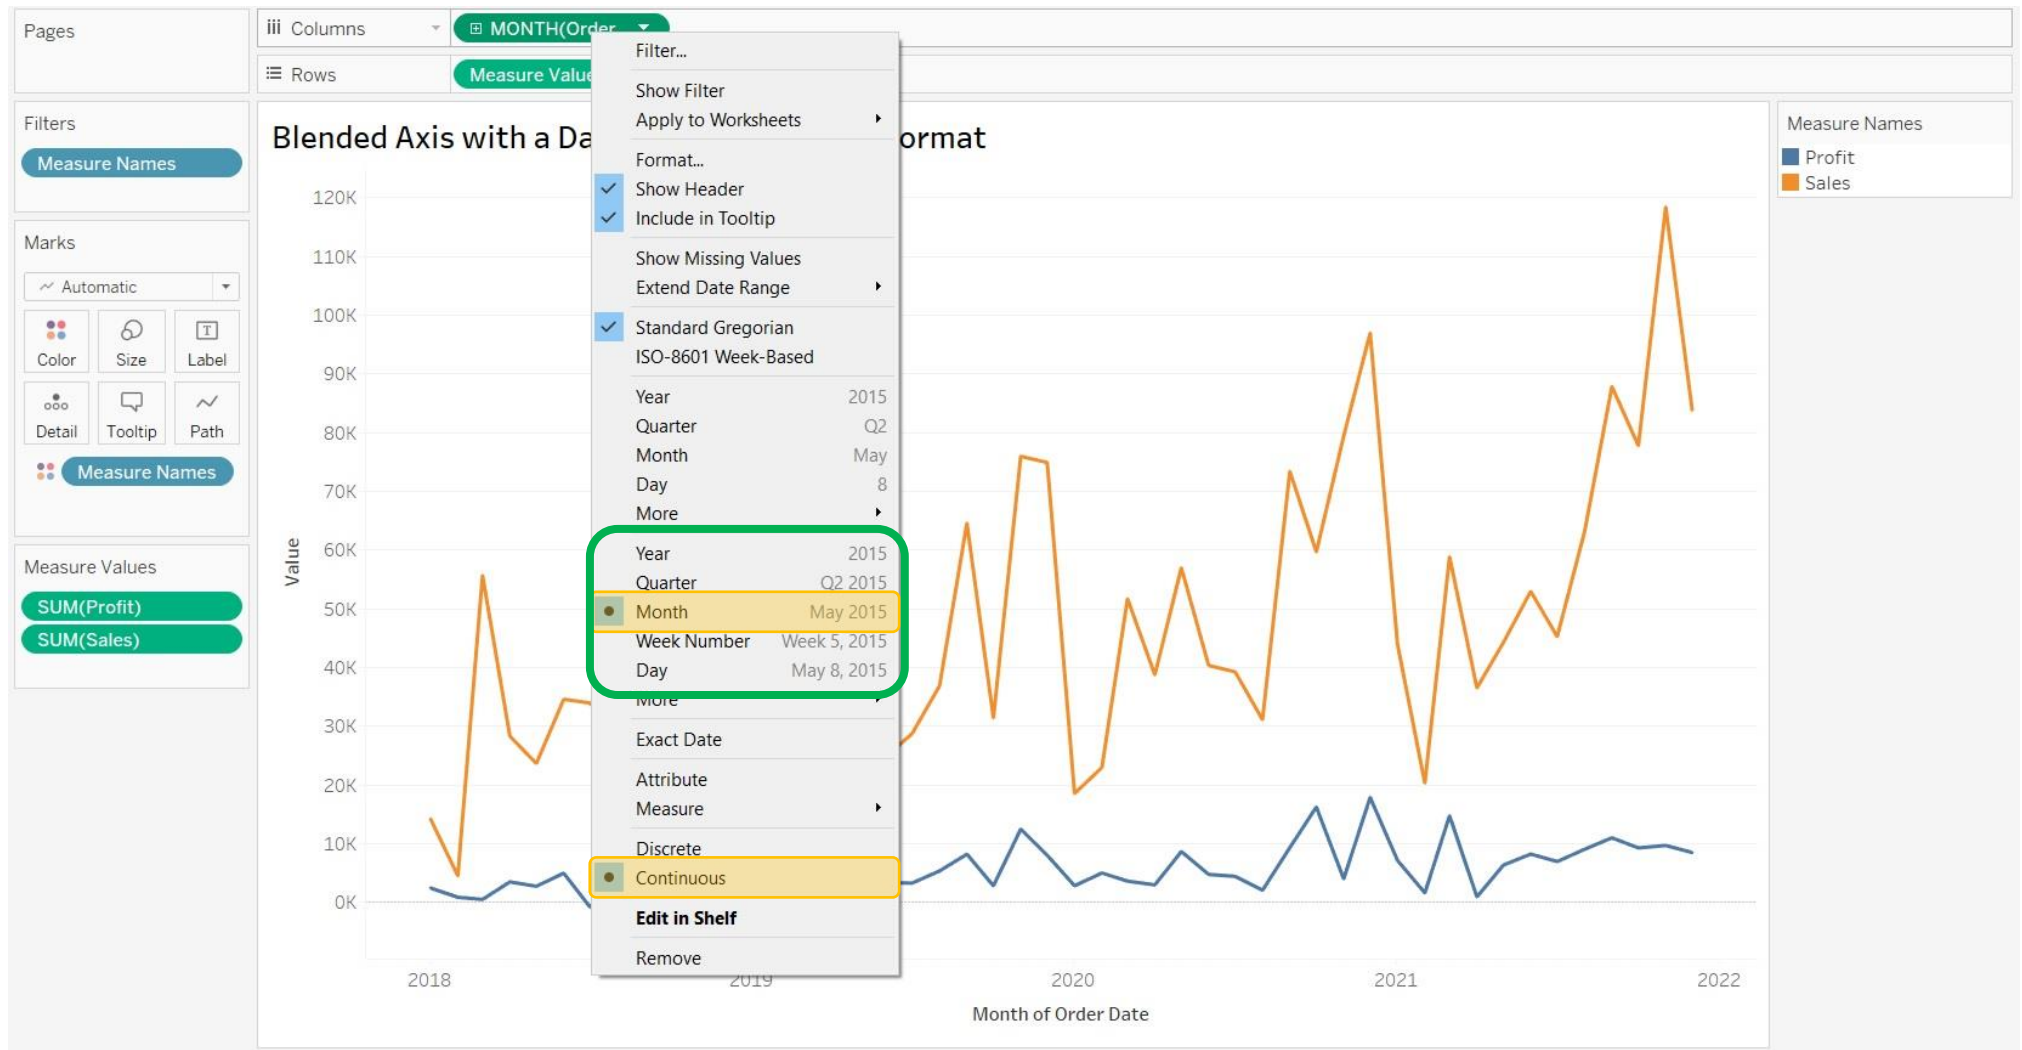 Pages
Columns
MONTH(Order
Rows
Measure Value
Filters
Measure Names
Marks
Automatic
Color
Size
Label
Detail
Tooltip
Path
Measure Names
Measure Values
SUM(Profit)
SUM(Sales)
Blended Axis with a Da
ormat
120K
110K
100K
90K
80K
70K
60K
50K
40K
30K
20K
10K
0K
Value
2018
2019
2020
2021
2022
Month of Order Date
Filter...
Show Filter
Apply to Worksheets
Format...
Show Header
Include in Tooltip
Show Missing Values
Extend Date Range
Standard Gregorian
ISO-8601 Week-Based
Year 2015
Quarter Q2
Month May
Day 8
More
Year 2015
Quarter Q2 2015
Month May 2015
Week Number Week 5, 2015
Day May 8, 2015
More
Exact Date
Attribute
Measure
Discrete
Continuous
Edit in Shelf
Remove
Measure Names
Profit
Sales